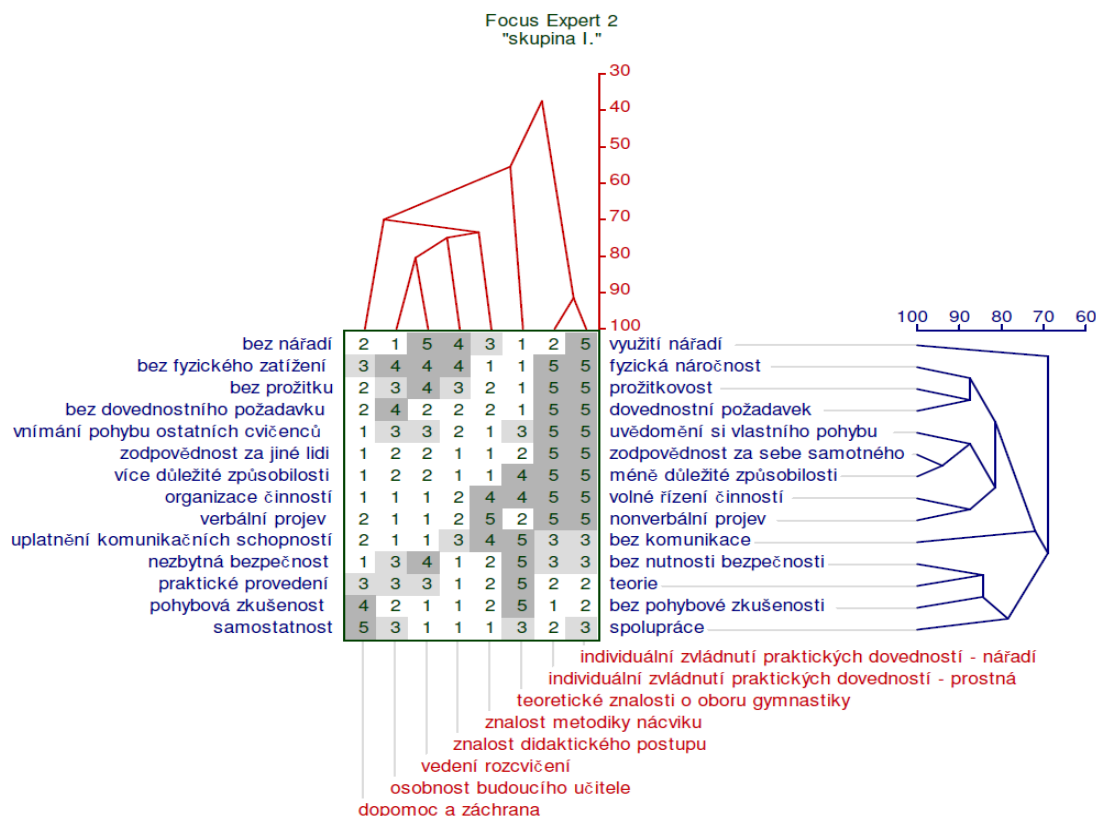 Focus Expert 2
"skupina I."
30
40
50
60
70
80
90
100
100 90 80 70 60
bez nářadí 2 1 5 4 3 1 2 5 využití nářadí
bez fyzického zatížení 3 4 4 4 1 1 5 5 fyzická náročnost
bez prožitku 2 3 4 3 2 1 5 5 prožitkovost
bez dovednostního požadavku 2 4 2 2 2 1 5 5 dovednostní požadavek
vnímání pohybu ostatních cvičenců 1 3 3 2 1 3 5 5 uvědomění si vlastního pohybu
zodpovědnost za jiné lidi 1 2 2 1 1 2 5 5 zodpovědnost za sebe samotného
více důležité způsobilosti 1 2 2 1 1 4 5 5 méně důležité způsobilosti
organizace činností 1 1 1 2 4 4 5 5 volné řízení činností
verbální projev 2 1 1 2 5 2 5 5 nonverbální projev
uplatnění komunikačních schopností 2 1 1 3 4 5 3 3 bez komunikace
nezbytná bezpečnost 1 3 4 1 2 5 3 3 bez nutnosti bezpečnosti
praktické provedení 3 3 3 1 2 5 2 2 teorie
pohybová zkušenost 4 2 1 1 2 5 1 2 bez pohybové zkušenosti
samostatnost 5 3 1 1 1 3 2 3 spolupráce
individuální zvládnutí praktických dovedností - nářadí
individuální zvládnutí praktických dovedností - prostná
teoretické znalosti o oboru gymnastiky
znalost metodiky nácviku
znalost didaktického postupu
vedení rozcvičení
osobnost budoucího učitele
dopomoc a záchrana